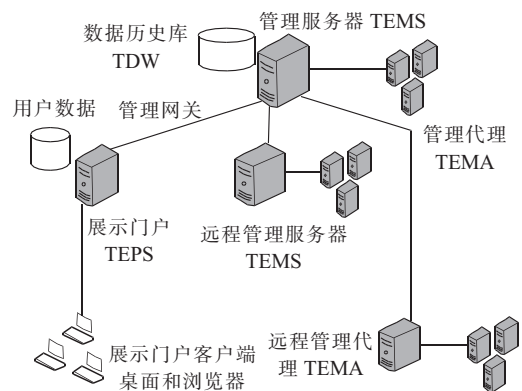 数据历史库
TDW
管理服务器 TEMS
用户数据
管理网关
管理代理
TEMA
展示门户
TEPS
远程管理服务器
TEMS
展示门户客户端
桌面和浏览器
远程管理代
理 TEMA